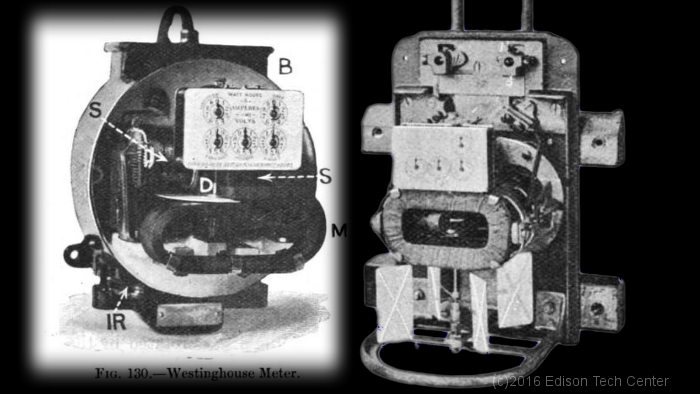 B
S
WATT HOURS
AMPERES
VOLTS
D
S
M
IR
FIG. 130.—Westinghouse Meter.
(c)2016 Edison Tech Center